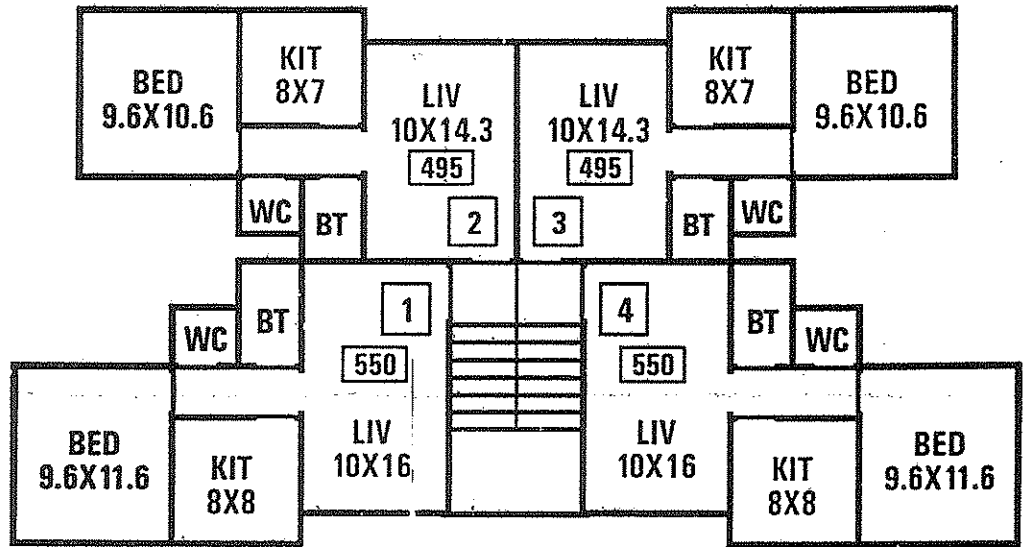 BED
9.6X10.6
KIT
8X7
LIV
10X14.3
495
2
WC
BT
LIV
10X14.3
495
3
KIT
8X7
BED
9.6X10.6
BT
WC
WC
BT
1
550
LIV
10X16
BED
9.6X11.6
KIT
8X8
4
550
LIV
10X16
BT
WC
KIT
8X8
BED
9.6X11.6